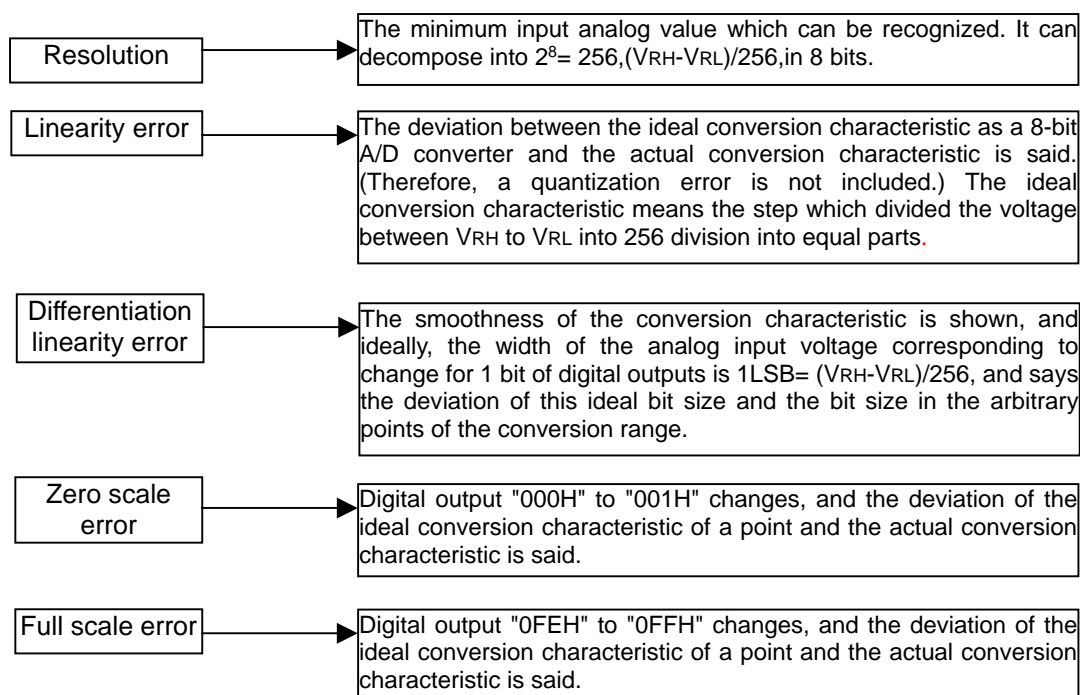 Resolution
The minimum input analog value which can be recognized. It can
decompose into 2⁸= 256,(VRH-VRL)/256,in 8 bits.
Linearity error
The deviation between the ideal conversion characteristic as a 8-bit
A/D converter and the actual conversion characteristic is said.
(Therefore, a quantization error is not included.) The ideal
conversion characteristic means the step which divided the voltage
between VRH to VRL into 256 division into equal parts.
Differentiation
linearity error
The smoothness of the conversion characteristic is shown, and
ideally, the width of the analog input voltage corresponding to
change for 1 bit of digital outputs is 1LSB= (VRH-VRL)/256, and says
the deviation of this ideal bit size and the bit size in the arbitrary
points of the conversion range.
Zero scale
error
Digital output "000H" to "001H" changes, and the deviation of the
ideal conversion characteristic of a point and the actual conversion
characteristic is said.
Full scale error
Digital output "0FEH" to "0FFH" changes, and the deviation of the
ideal conversion characteristic of a point and the actual conversion
characteristic is said.